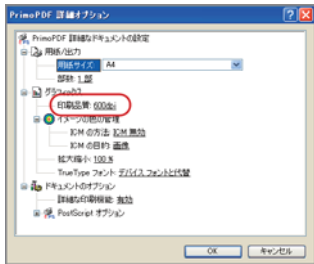 PrimoPDF 詳細オプション
PrimoPDF 詳細なドキュメントの設定
用紙/出力
用紙サイズ: A4
部数: 1 部
グラフィックス
印刷品質: 600dpi
イメージの色の管理
ICM の方法: ICM 無効
ICM の目的: 画像
拡大縮小: 100 %
TrueType フォント: デバイス フォントと代替
ドキュメントのオプション
詳細な印刷機能: 有効
PostScript オプション
OK キャンセル